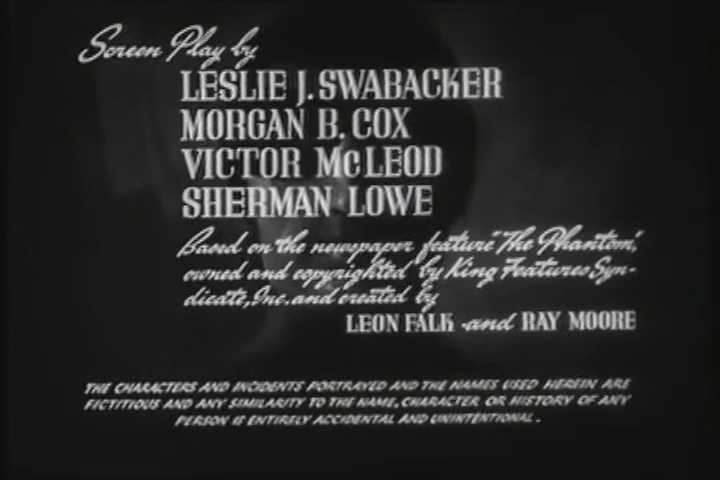 Screen Play by
LESLIE J. SWABACKER
MORGAN B. COX
VICTOR McLEOD
SHERMAN LOWE
Based on the newspaper feature "The Phantom",
owned and copyrighted by King Features Syn-
dicate, Inc. and created by
LEON FALK and RAY MOORE
THE CHARACTERS AND INCIDENTS PORTRAYED AND THE NAMES USED HEREIN ARE
FICTITIOUS AND ANY SIMILARITY TO THE NAME, CHARACTER OR HISTORY OF ANY
PERSON IS ENTIRELY ACCIDENTAL AND UNINTENTIONAL.